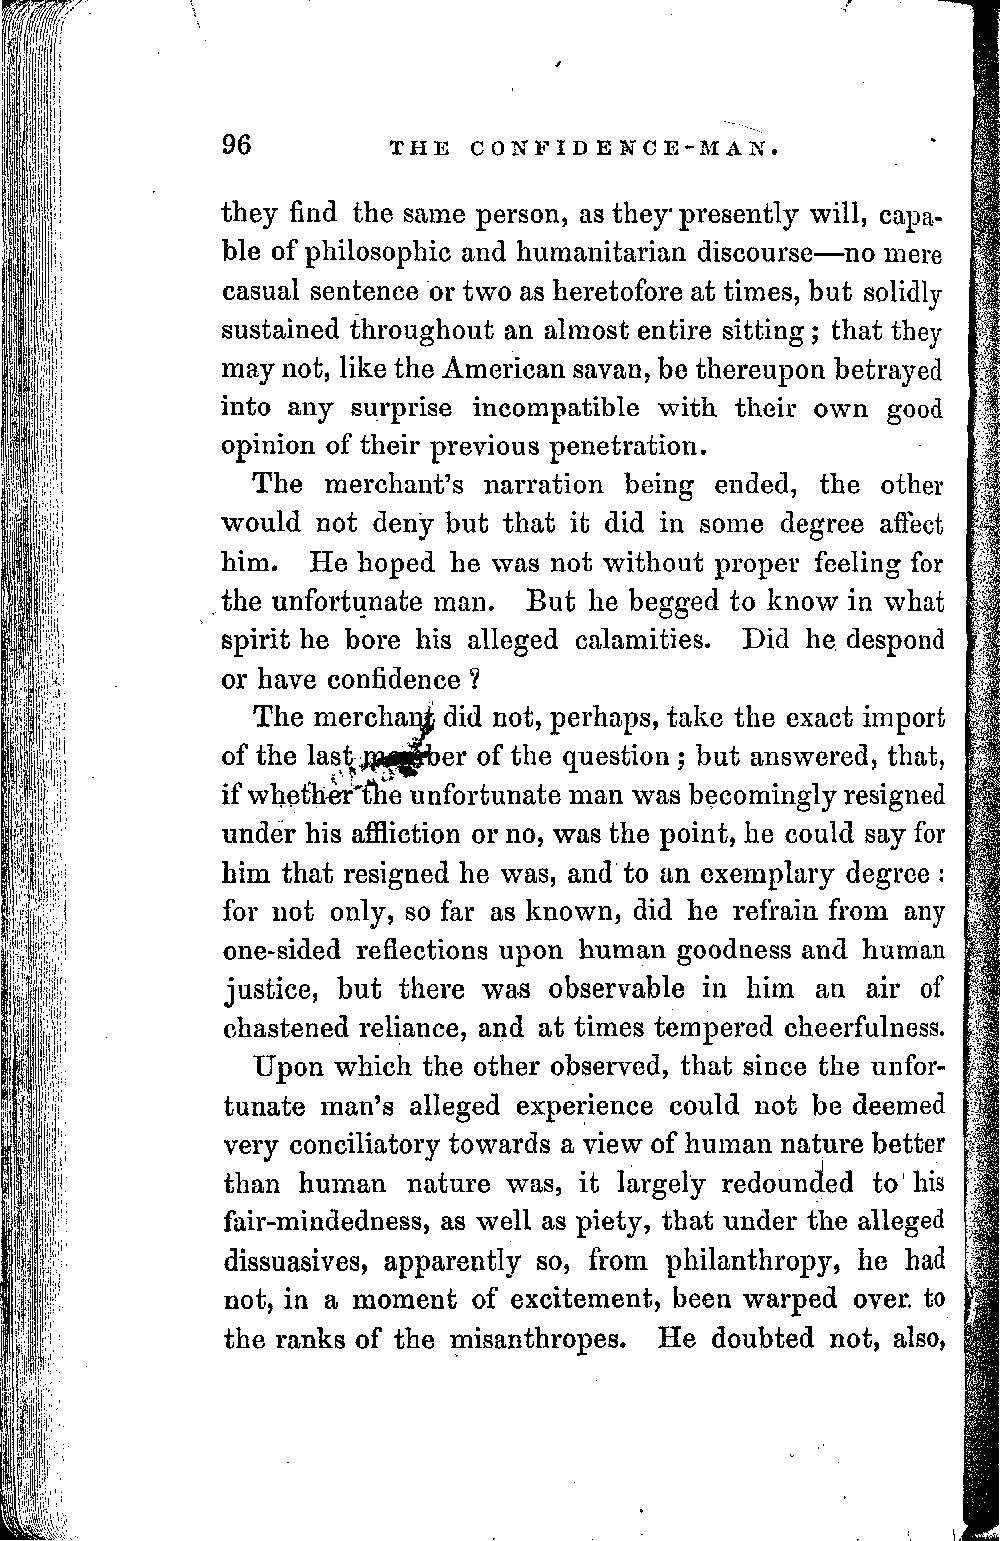 96 THE CONFIDENCE-MAN.
they find the same person, as they presently will, capa-
ble of philosophic and humanitarian discourse—no mere
casual sentence or two as heretofore at times, but solidly
sustained throughout an almost entire sitting; that they
may not, like the American savan, be thereupon betrayed
into any surprise incompatible with their own good
opinion of their previous penetration.
The merchant's narration being ended, the other
would not deny but that it did in some degree affect
him. He hoped he was not without proper feeling for
the unfortunate man. But he begged to know in what
spirit he bore his alleged calamities. Did he despond
or have confidence?
The merchant did not, perhaps, take the exact import
of the last member of the question; but answered, that,
if whether the unfortunate man was becomingly resigned
under his affliction or no, was the point, he could say for
him that resigned he was, and to an exemplary degree:
for not only, so far as known, did he refrain from any
one-sided reflections upon human goodness and human
justice, but there was observable in him an air of
chastened reliance, and at times tempered cheerfulness.
Upon which the other observed, that since the unfor-
tunate man's alleged experience could not be deemed
very conciliatory towards a view of human nature better
than human nature was, it largely redounded to his
fair-mindedness, as well as piety, that under the alleged
dissuasives, apparently so, from philanthropy, he had
not, in a moment of excitement, been warped over to
the ranks of the misanthropes. He doubted not, also,